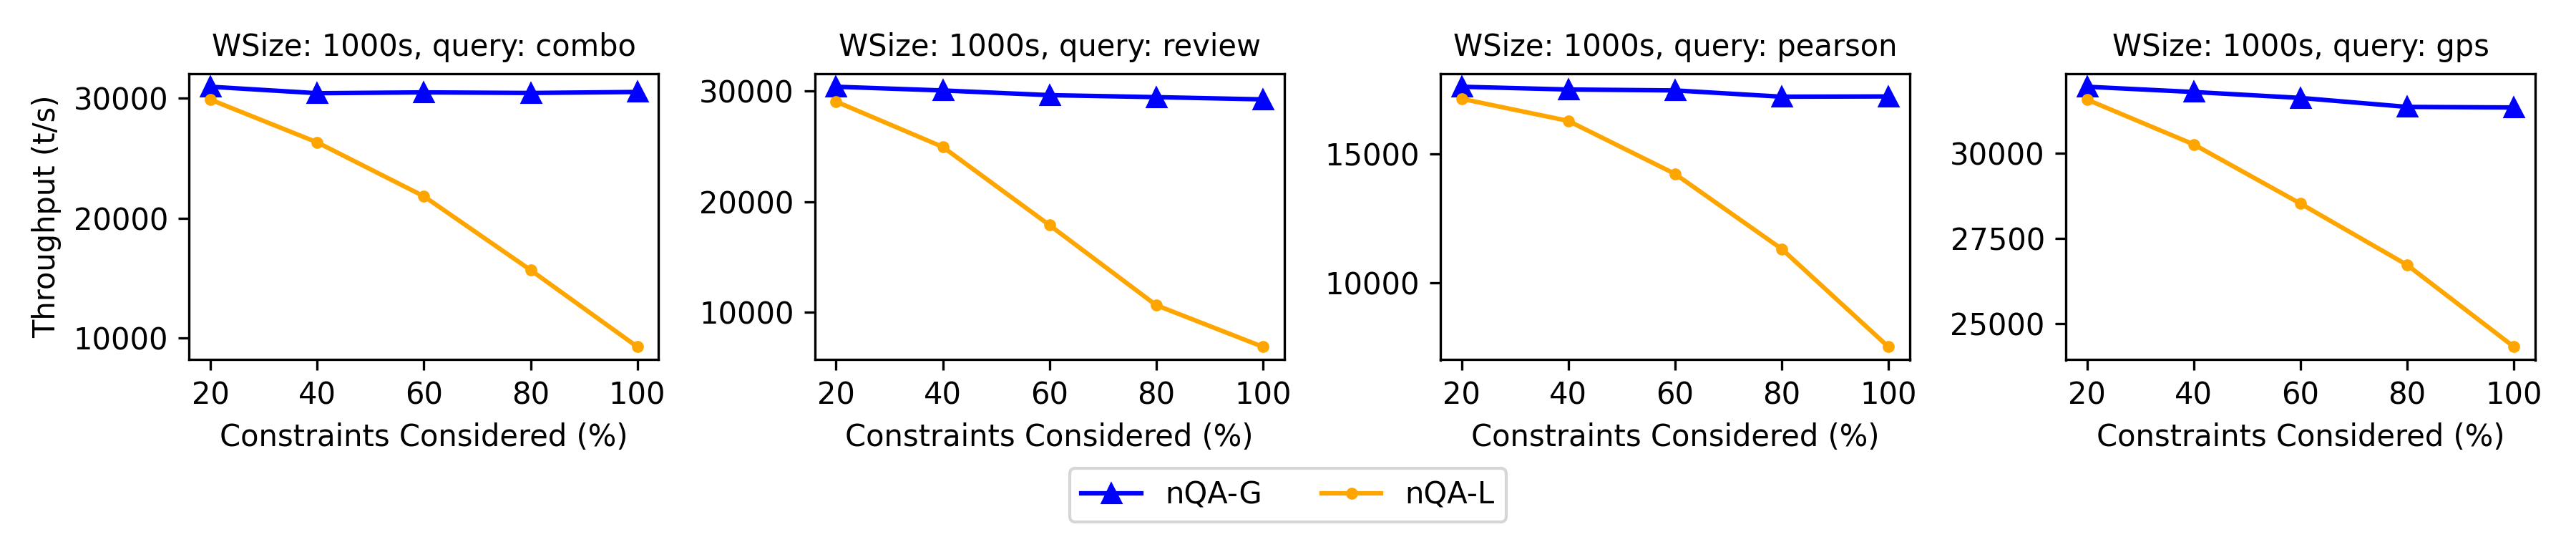 WSize: 1000s, query: combo
Throughput (t/s)
30000
20000
10000
20 40 60 80 100
Constraints Considered (%)
WSize: 1000s, query: review
30000
20000
10000
20 40 60 80 100
Constraints Considered (%)
WSize: 1000s, query: pearson
15000
10000
20 40 60 80 100
Constraints Considered (%)
WSize: 1000s, query: gps
30000
27500
25000
20 40 60 80 100
Constraints Considered (%)
nQA-G nQA-L